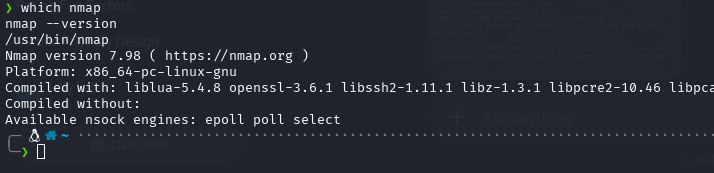 ❯ which nmap
nmap --version
/usr/bin/nmap
Nmap version 7.98 ( https://nmap.org )
Platform: x86_64-pc-linux-gnu
Compiled with: liblua-5.4.8 openssl-3.6.1 libssh2-1.11.1 libz-1.3.1 libpcre2-10.46 libpca
Compiled without:
Available nsock engines: epoll poll select
~
❯
Ask anything
Claim offer
ChatG